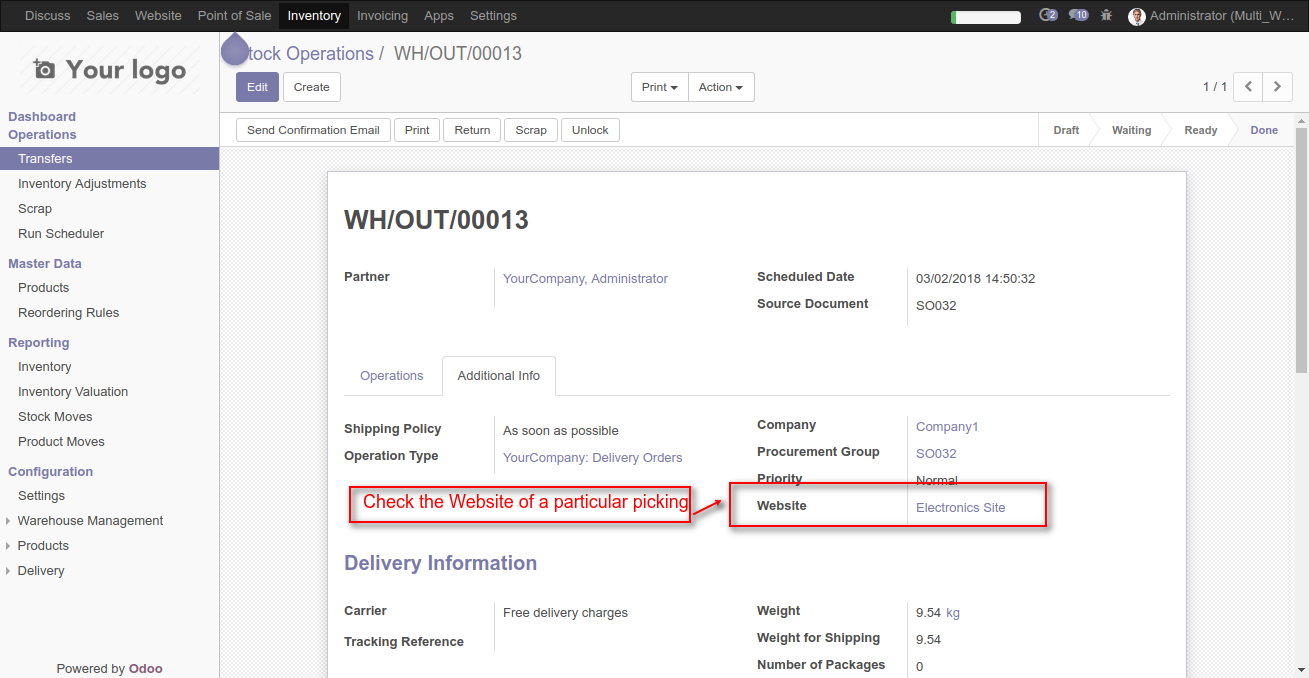 Discuss Sales Website Point of Sale Inventory Invoicing Apps Settings 2 10 Administrator (Multi_W...
Your logo
tock Operations / WH/OUT/00013
Edit Create Print Action 1 / 1
Send Confirmation Email Print Return Scrap Unlock Draft Waiting Ready Done
Dashboard
Operations
Transfers
Inventory Adjustments
Scrap
Run Scheduler
Master Data
Products
Reordering Rules
Reporting
Inventory
Inventory Valuation
Stock Moves
Product Moves
Configuration
Settings
Warehouse Management
Products
Delivery
Powered by Odoo
WH/OUT/00013
Partner YourCompany, Administrator
Scheduled Date 03/02/2018 14:50:32
Source Document SO032
Operations Additional Info
Shipping Policy As soon as possible
Operation Type YourCompany: Delivery Orders
Company Company1
Procurement Group SO032
Priority Normal
Website Electronics Site
Check the Website of a particular picking
Delivery Information
Carrier Free delivery charges
Tracking Reference
Weight 9.54 kg
Weight for Shipping 9.54
Number of Packages 0